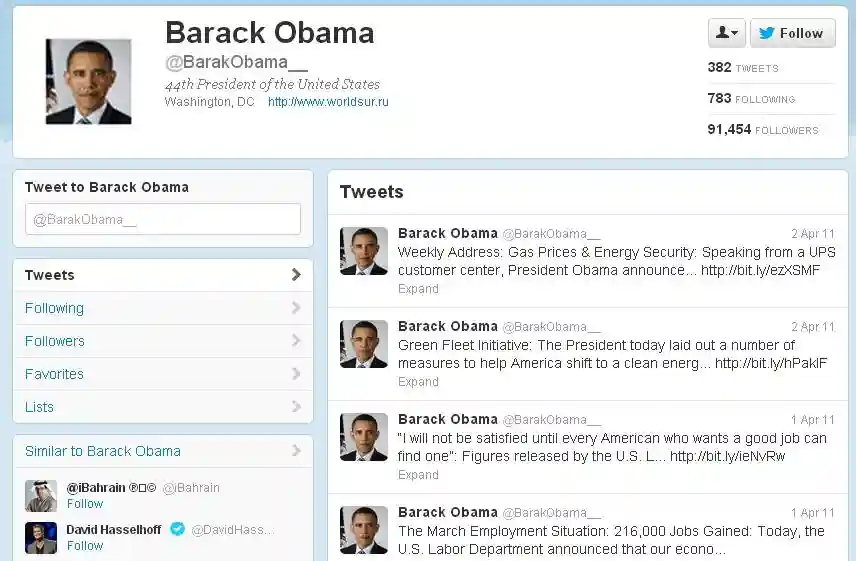 Barack Obama
@BarakObama__
44th President of the United States
Washington, DC http://www.worldsur.ru
Follow
382 TWEETS
783 FOLLOWING
91,454 FOLLOWERS
Tweet to Barack Obama
@BarakObama__
Tweets
Following
Followers
Favorites
Lists
Similar to Barack Obama
@iBahrain ®□© @iBahrain
Follow
David Hasselhoff @DavidHass...
Follow
Tweets
Barack Obama @BarakObama__ 2 Apr 11
Weekly Address: Gas Prices & Energy Security: Speaking from a UPS
customer center, President Obama announce... http://bit.ly/ezXSMF
Expand
Barack Obama @BarakObama__ 2 Apr 11
Green Fleet Initiative: The President today laid out a number of
measures to help America shift to a clean energ... http://bit.ly/hPaklF
Expand
Barack Obama @BarakObama__ 1 Apr 11
"I will not be satisfied until every American who wants a good job can
find one": Figures released by the U.S. L... http://bit.ly/ieNvRw
Expand
Barack Obama @BarakObama__ 1 Apr 11
The March Employment Situation: 216,000 Jobs Gained: Today, the
U.S. Labor Department announced that our econo...